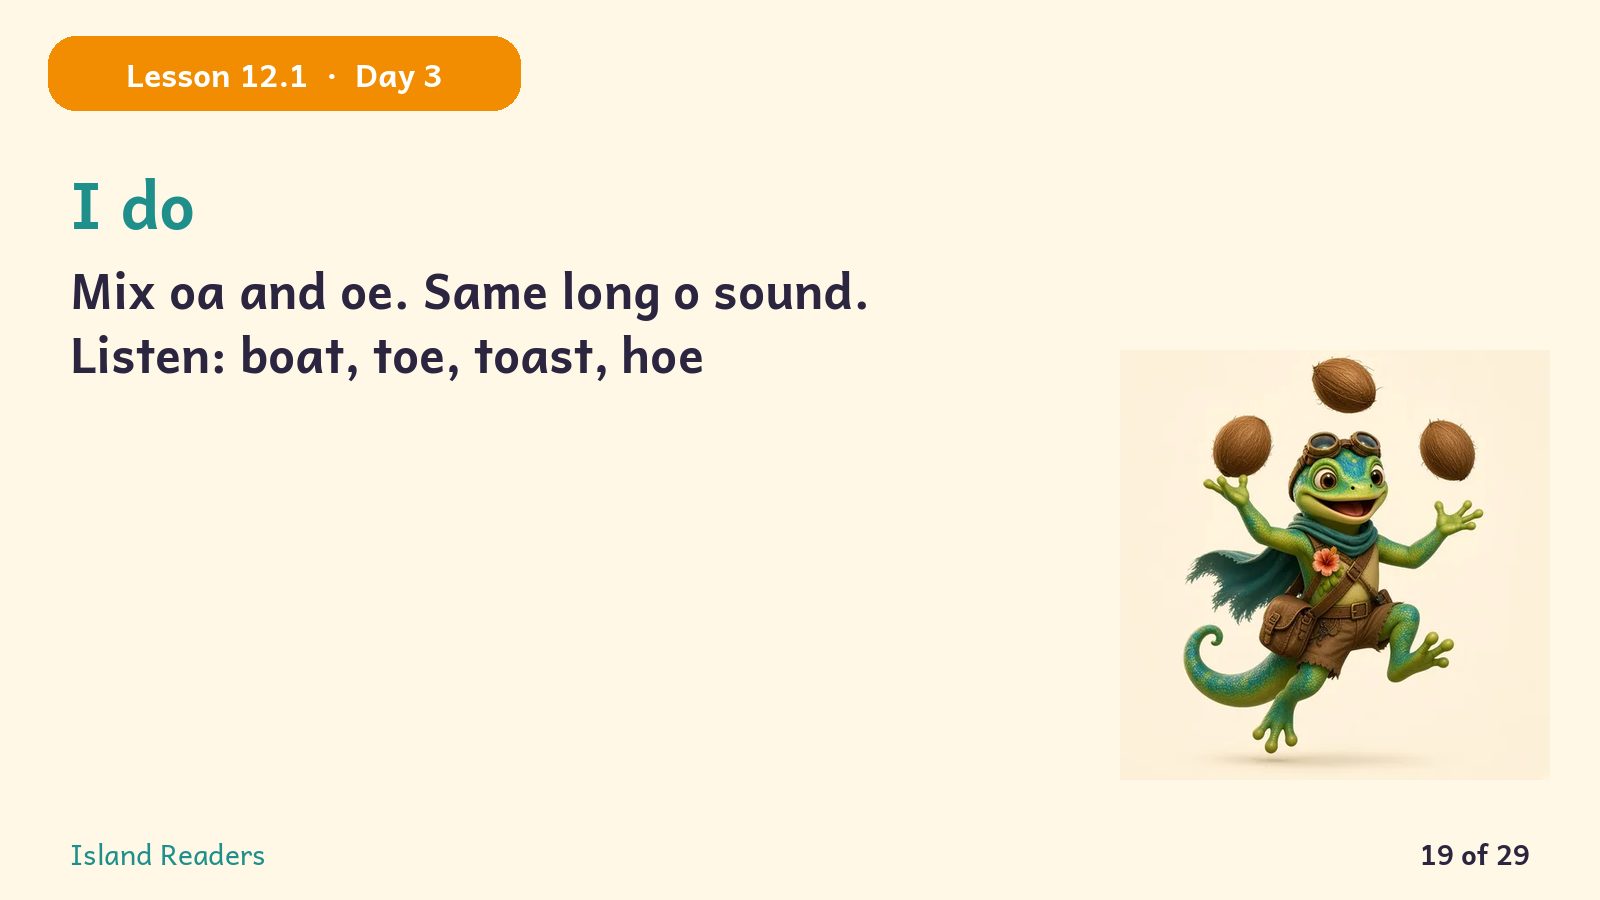 Lesson 12.1 · Day 3
I do
Mix oa and oe. Same long o sound.
Listen: boat, toe, toast, hoe
Island Readers
19 of 29